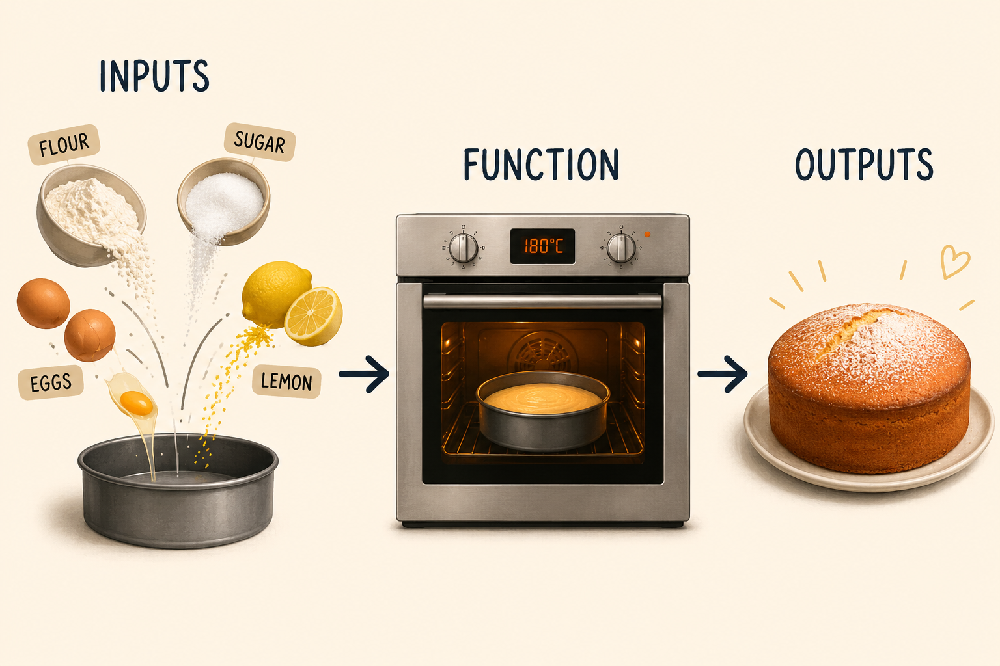 INPUTS
FLOUR
SUGAR
EGGS
LEMON
FUNCTION
180°C
OUTPUTS